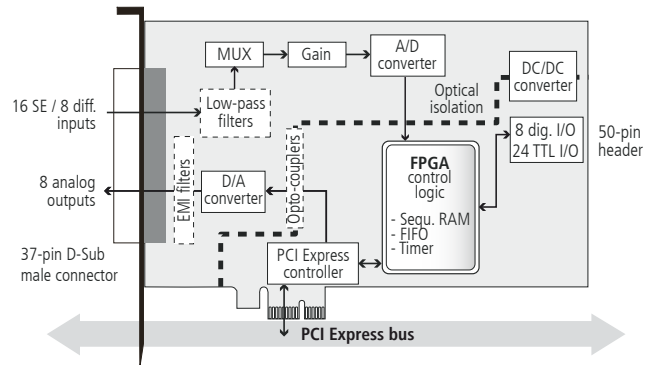 MUX
Gain
A/D
converter
DC/DC
converter
Optical
isolation
16 SE / 8 diff.
inputs
Low-pass
filters
8 dig. I/O
24 TTL I/O
50-pin
header
EMI filters
Opto-couplers
FPGA
control
logic
- Sequ. RAM
- FIFO
- Timer
8 analog
outputs
D/A
converter
37-pin D-Sub
male connector
PCI Express
controller
PCI Express bus